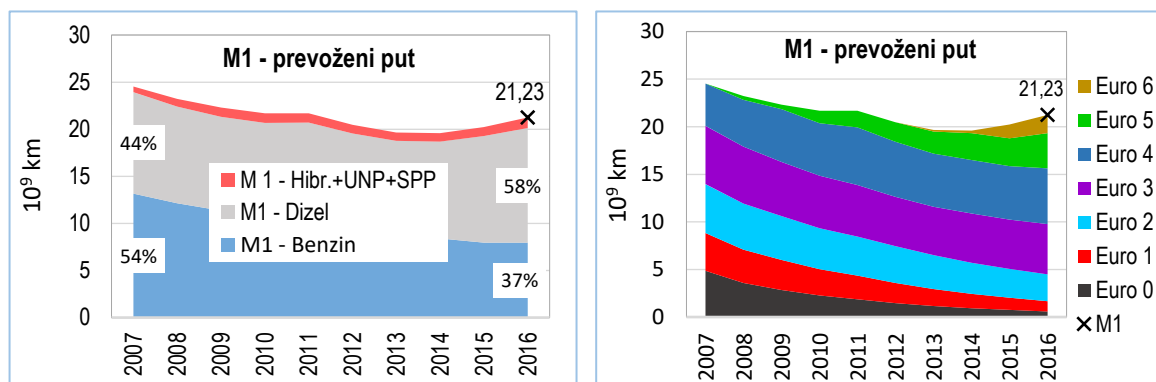 M1 - prevoženi put
10⁹ km
30
25
20
15
10
5
0
21,23
44%
54%
58%
37%
M 1 - Hibr.+UNP+SPP
M1 - Dizel
M1 - Benzin
2007
2008
2009
2010
2011
2012
2013
2014
2015
2016
M1 - prevoženi put
10⁹ km
30
25
20
15
10
5
0
21,23
Euro 6
Euro 5
Euro 4
Euro 3
Euro 2
Euro 1
Euro 0
M1
2007
2008
2009
2010
2011
2012
2013
2014
2015
2016